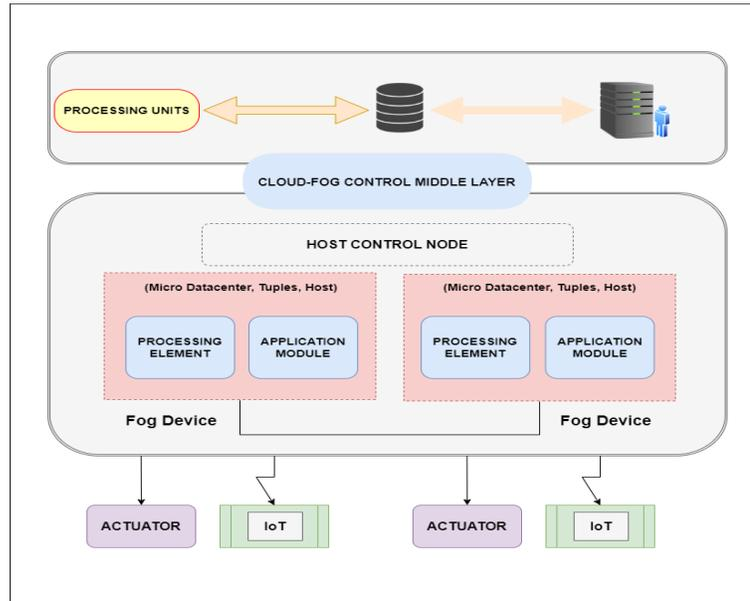 PROCESSING UNITS
CLOUD-FOG CONTROL MIDDLE LAYER
HOST CONTROL NODE
(Micro Datacenter, Tuples, Host)
(Micro Datacenter, Tuples, Host)
PROCESSING
ELEMENT
APPLICATION
MODULE
PROCESSING
ELEMENT
APPLICATION
MODULE
Fog Device
Fog Device
ACTUATOR
IoT
ACTUATOR
IoT